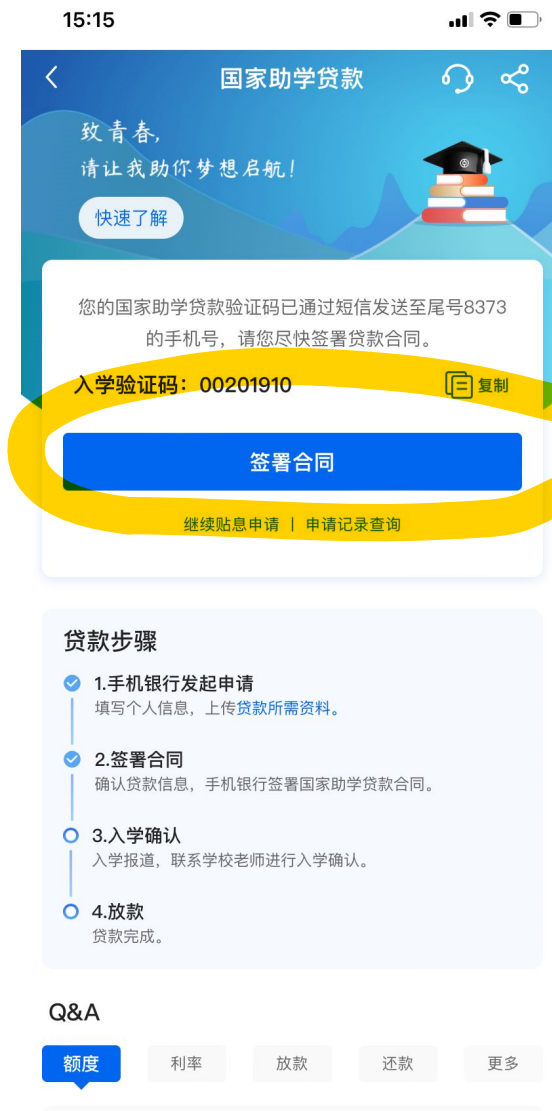 15:15
国家助学贷款
致青春,
请让我助你梦想启航!
快速了解
您的国家助学贷款验证码已通过短信发送至尾号8373
的手机号，请您尽快签署贷款合同。
入学验证码：00201910 复制
签署合同
继续贴息申请 | 申请记录查询
贷款步骤
1.手机银行发起申请
填写个人信息，上传贷款所需资料。
2.签署合同
确认贷款信息，手机银行签署国家助学贷款合同。
3.入学确认
入学报道，联系学校老师进行入学确认。
4.放款
贷款完成。
Q&A
额度 利率 放款 还款 更多